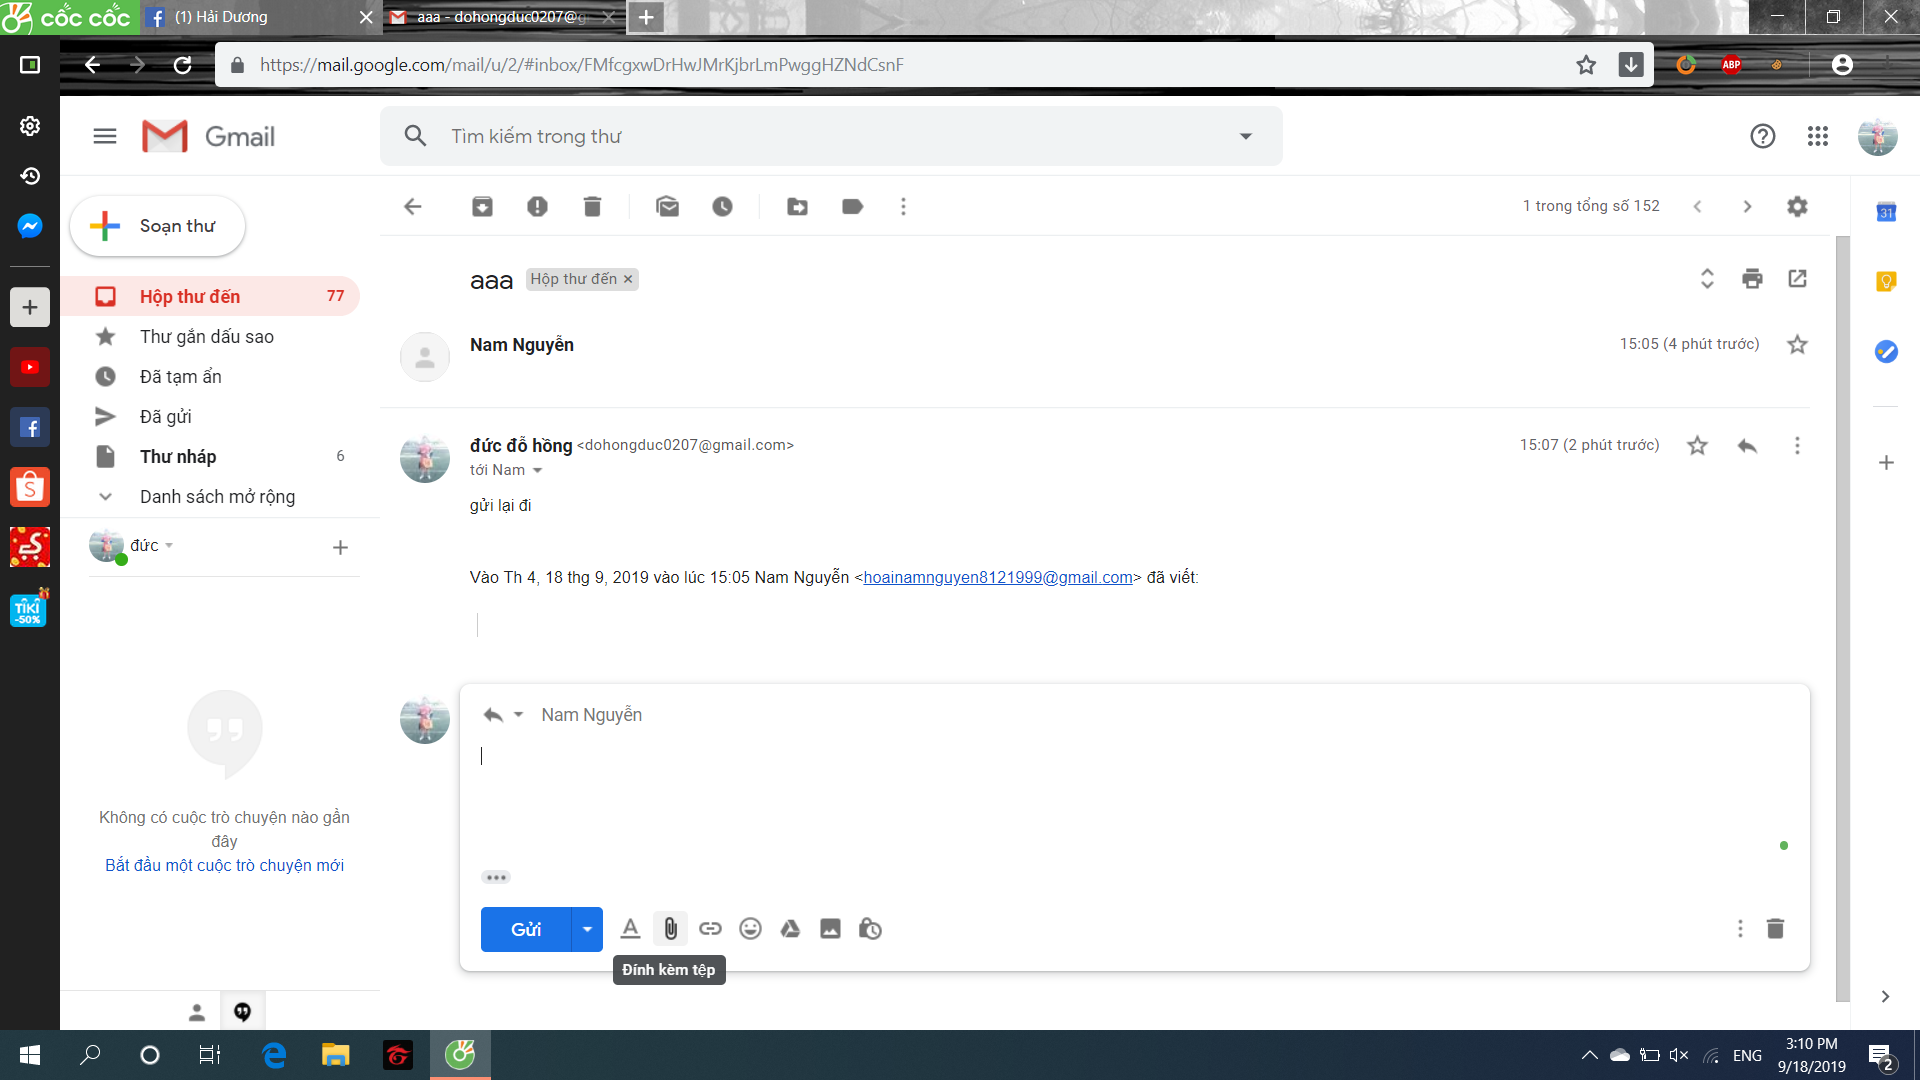 cốc cốc
(1) Hải Dương
aaa - dohongduc0207@g
https://mail.google.com/mail/u/2/#inbox/FMfcgxwDrHwJMrKjbrLmPwggHZNdCsnF
ABP
Gmail
Tìm kiếm trong thư
Soạn thư
1 trong tổng số 152
31
aaa
Hộp thư đến ×
Hộp thư đến 77
Thư gắn dấu sao
Đã tạm ẩn
Đã gửi
Thư nháp 6
Danh sách mở rộng
đức
Nam Nguyễn
15:05 (4 phút trước)
đức đỗ hồng <dohongduc0207@gmail.com>
15:07 (2 phút trước)
tới Nam
gửi lại đi
Vào Th 4, 18 thg 9, 2019 vào lúc 15:05 Nam Nguyễn <hoainamnguyen8121999@gmail.com> đã viết:
TIKI
-50%
Nam Nguyễn
Không có cuộc trò chuyện nào gần
đây
Bắt đầu một cuộc trò chuyện mới
Gửi
Đính kèm tệp
ENG
3:10 PM
9/18/2019
2